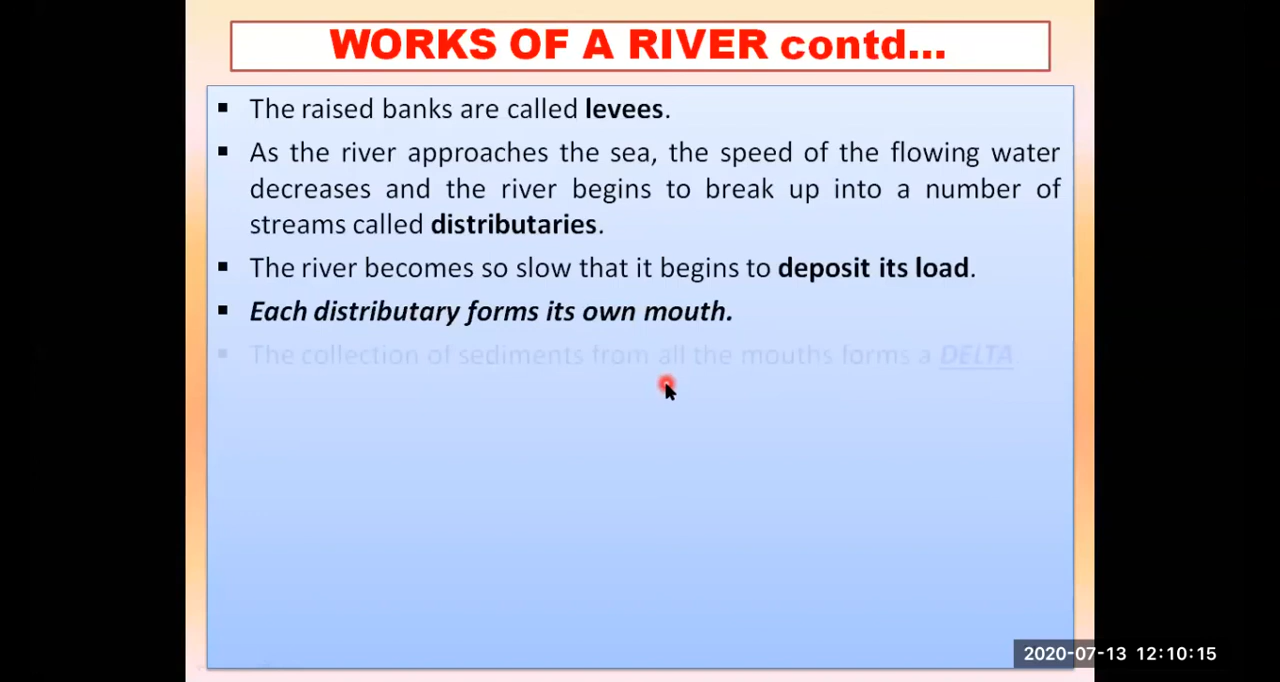 WORKS OF A RIVER contd...
▪ The raised banks are called levees.
▪ As the river approaches the sea, the speed of the flowing water
decreases and the river begins to break up into a number of
streams called distributaries.
▪ The river becomes so slow that it begins to deposit its load.
▪ Each distributary forms its own mouth.
▪ The collection of sediments from all the mouths forms a DELTA
2020-07-13 12:10:15